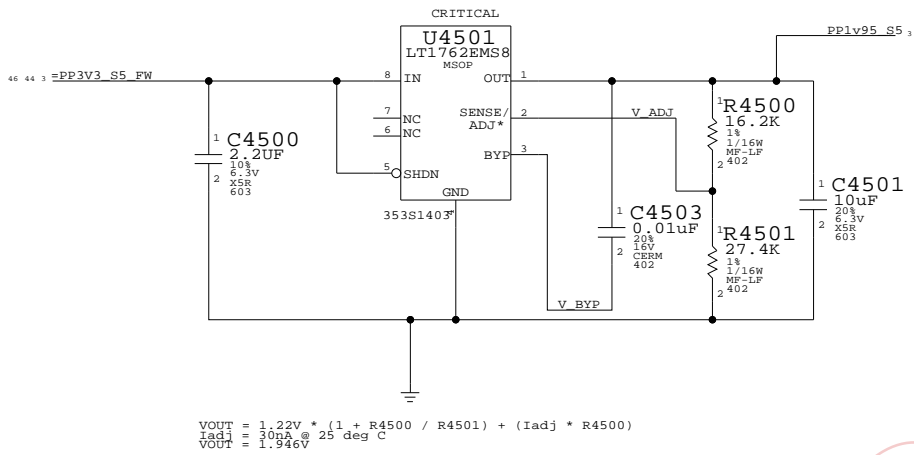 CRITICAL
U4501
LT1762EMS8
MSOP
PP1v95_S5 3
46 44 3 =PP3V3_S5_FW
8 IN
OUT 1
7 NC
6 NC
SENSE/
ADJ* 2
V_ADJ
BYP 3
5 SHDN
GND
4
353S1403
1
C4500
2.2UF
10%
6.3V
X5R
603
2
1
R4500
16.2K
1%
1/16W
MF-LF
402
2
1
C4501
10uF
20%
6.3V
X5R
603
2
1
C4503
0.01uF
20%
16V
CERM
402
2
1
R4501
27.4K
1%
1/16W
MF-LF
402
2
V_BYP
VOUT = 1.22V * (1 + R4500 / R4501) + (Iadj * R4500)
Iadj = 30nA @ 25 deg C
VOUT = 1.946V